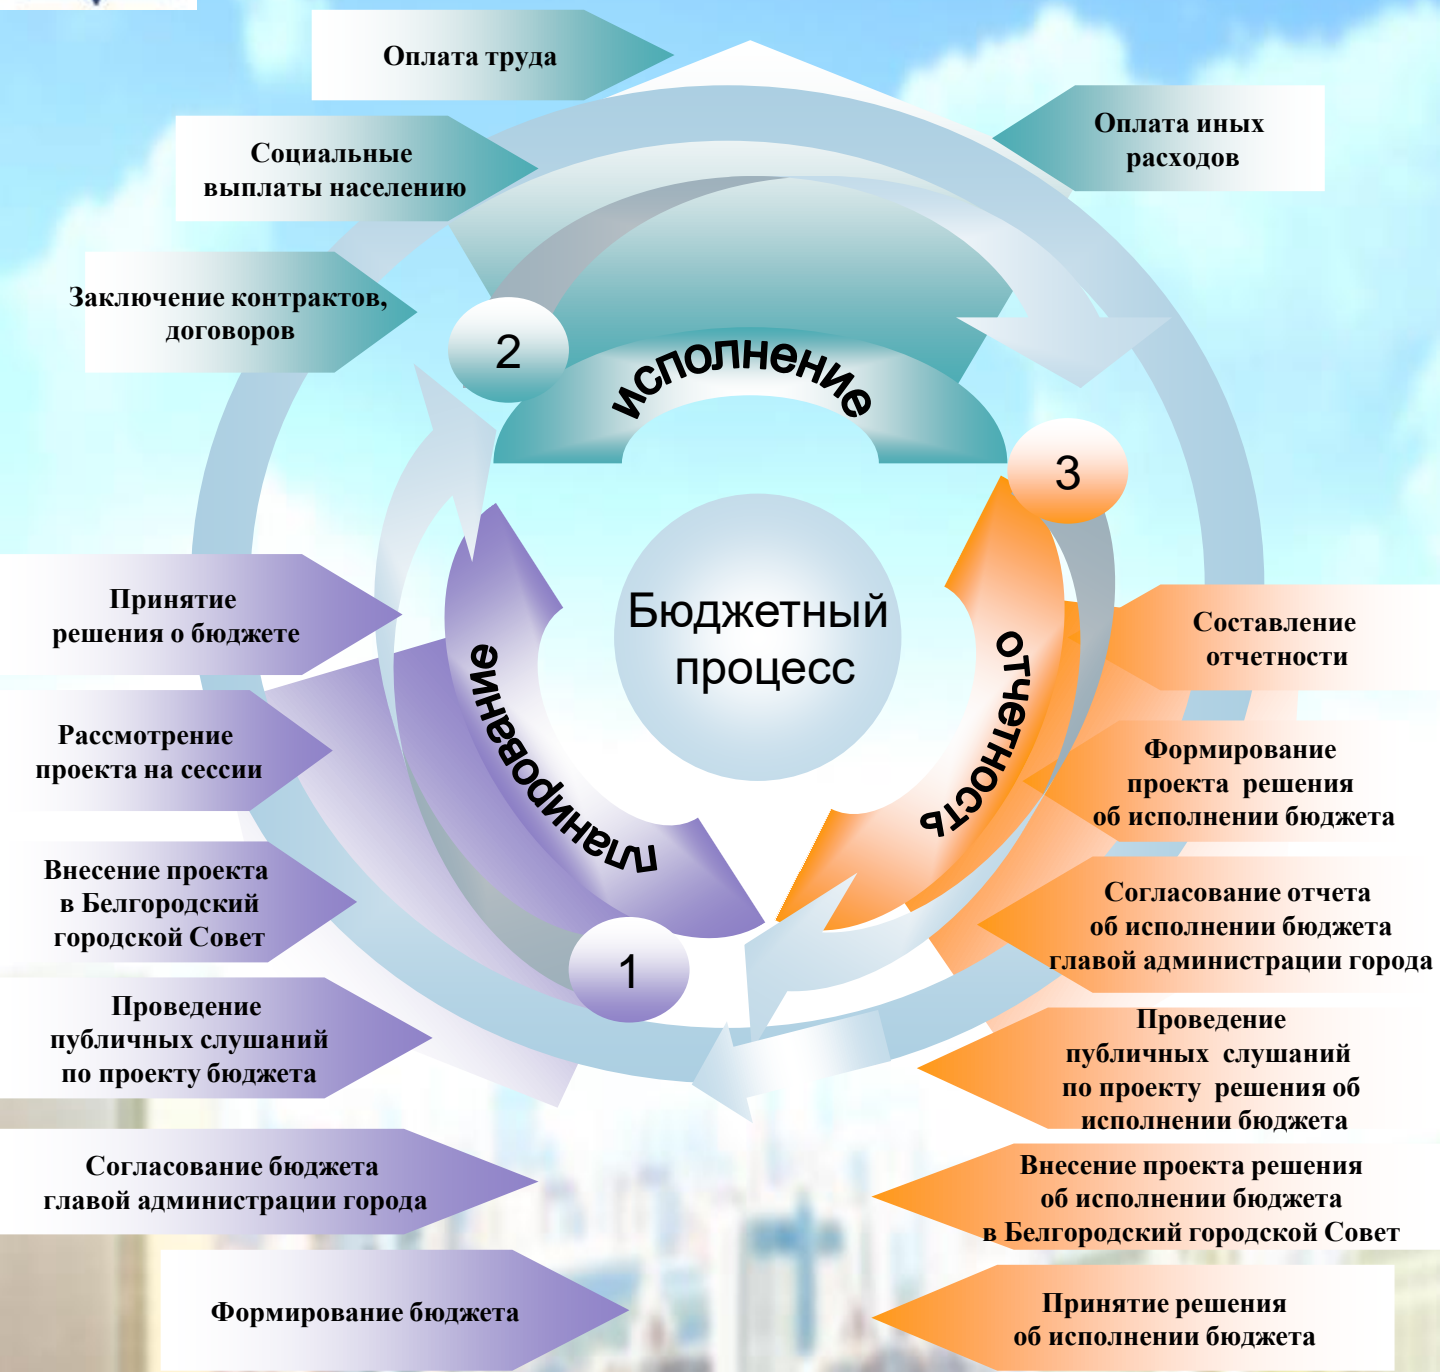 Оплата труда
Оплата иных
расходов
Социальные
выплаты населению
Заключение контрактов,
договоров
2
исполнение
3
Бюджетный
процесс
планирование
отчетность
1
Принятие
решения о бюджете
Рассмотрение
проекта на сессии
Внесение проекта
в Белгородский
городской Совет
Проведение
публичных слушаний
по проекту бюджета
Согласование бюджета
главой администрации города
Формирование бюджета
Составление
отчетности
Формирование
проекта решения
об исполнении бюджета
Согласование отчета
об исполнении бюджета
главой администрации города
Проведение
публичных слушаний
по проекту решения об
исполнении бюджета
Внесение проекта решения
об исполнении бюджета
в Белгородский городской Совет
Принятие решения
об исполнении бюджета